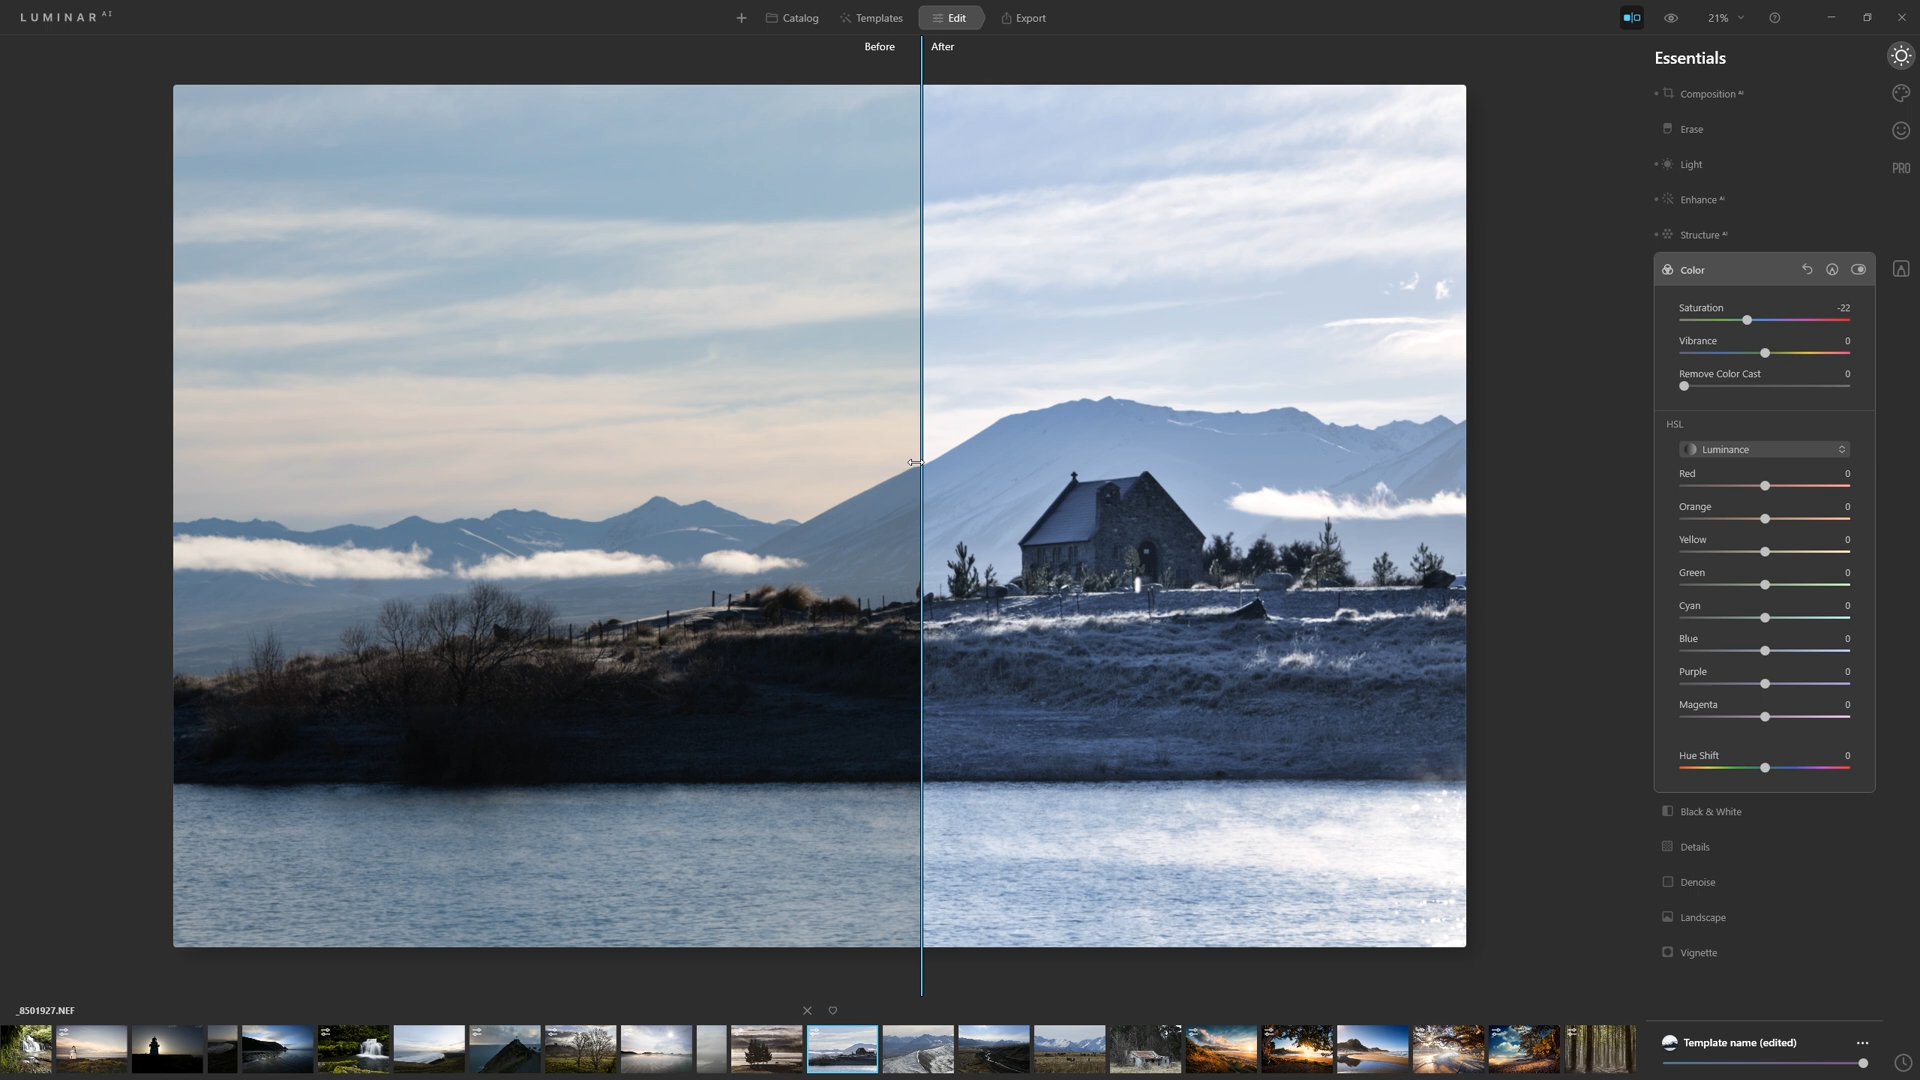 LUMINAR AI
Catalog
Templates
Edit
Export
21%
Before
After
Essentials
Composition AI
Erase
Light
PRO
Enhance AI
Structure AI
Color
Saturation -22
Vibrance 0
Remove Color Cast 0
HSL
Luminance
Red 0
Orange 0
Yellow 0
Green 0
Cyan 0
Blue 0
Purple 0
Magenta 0
Hue Shift 0
Black & White
Details
Denoise
Landscape
Vignette
_8501927.NEF
Template name (edited)